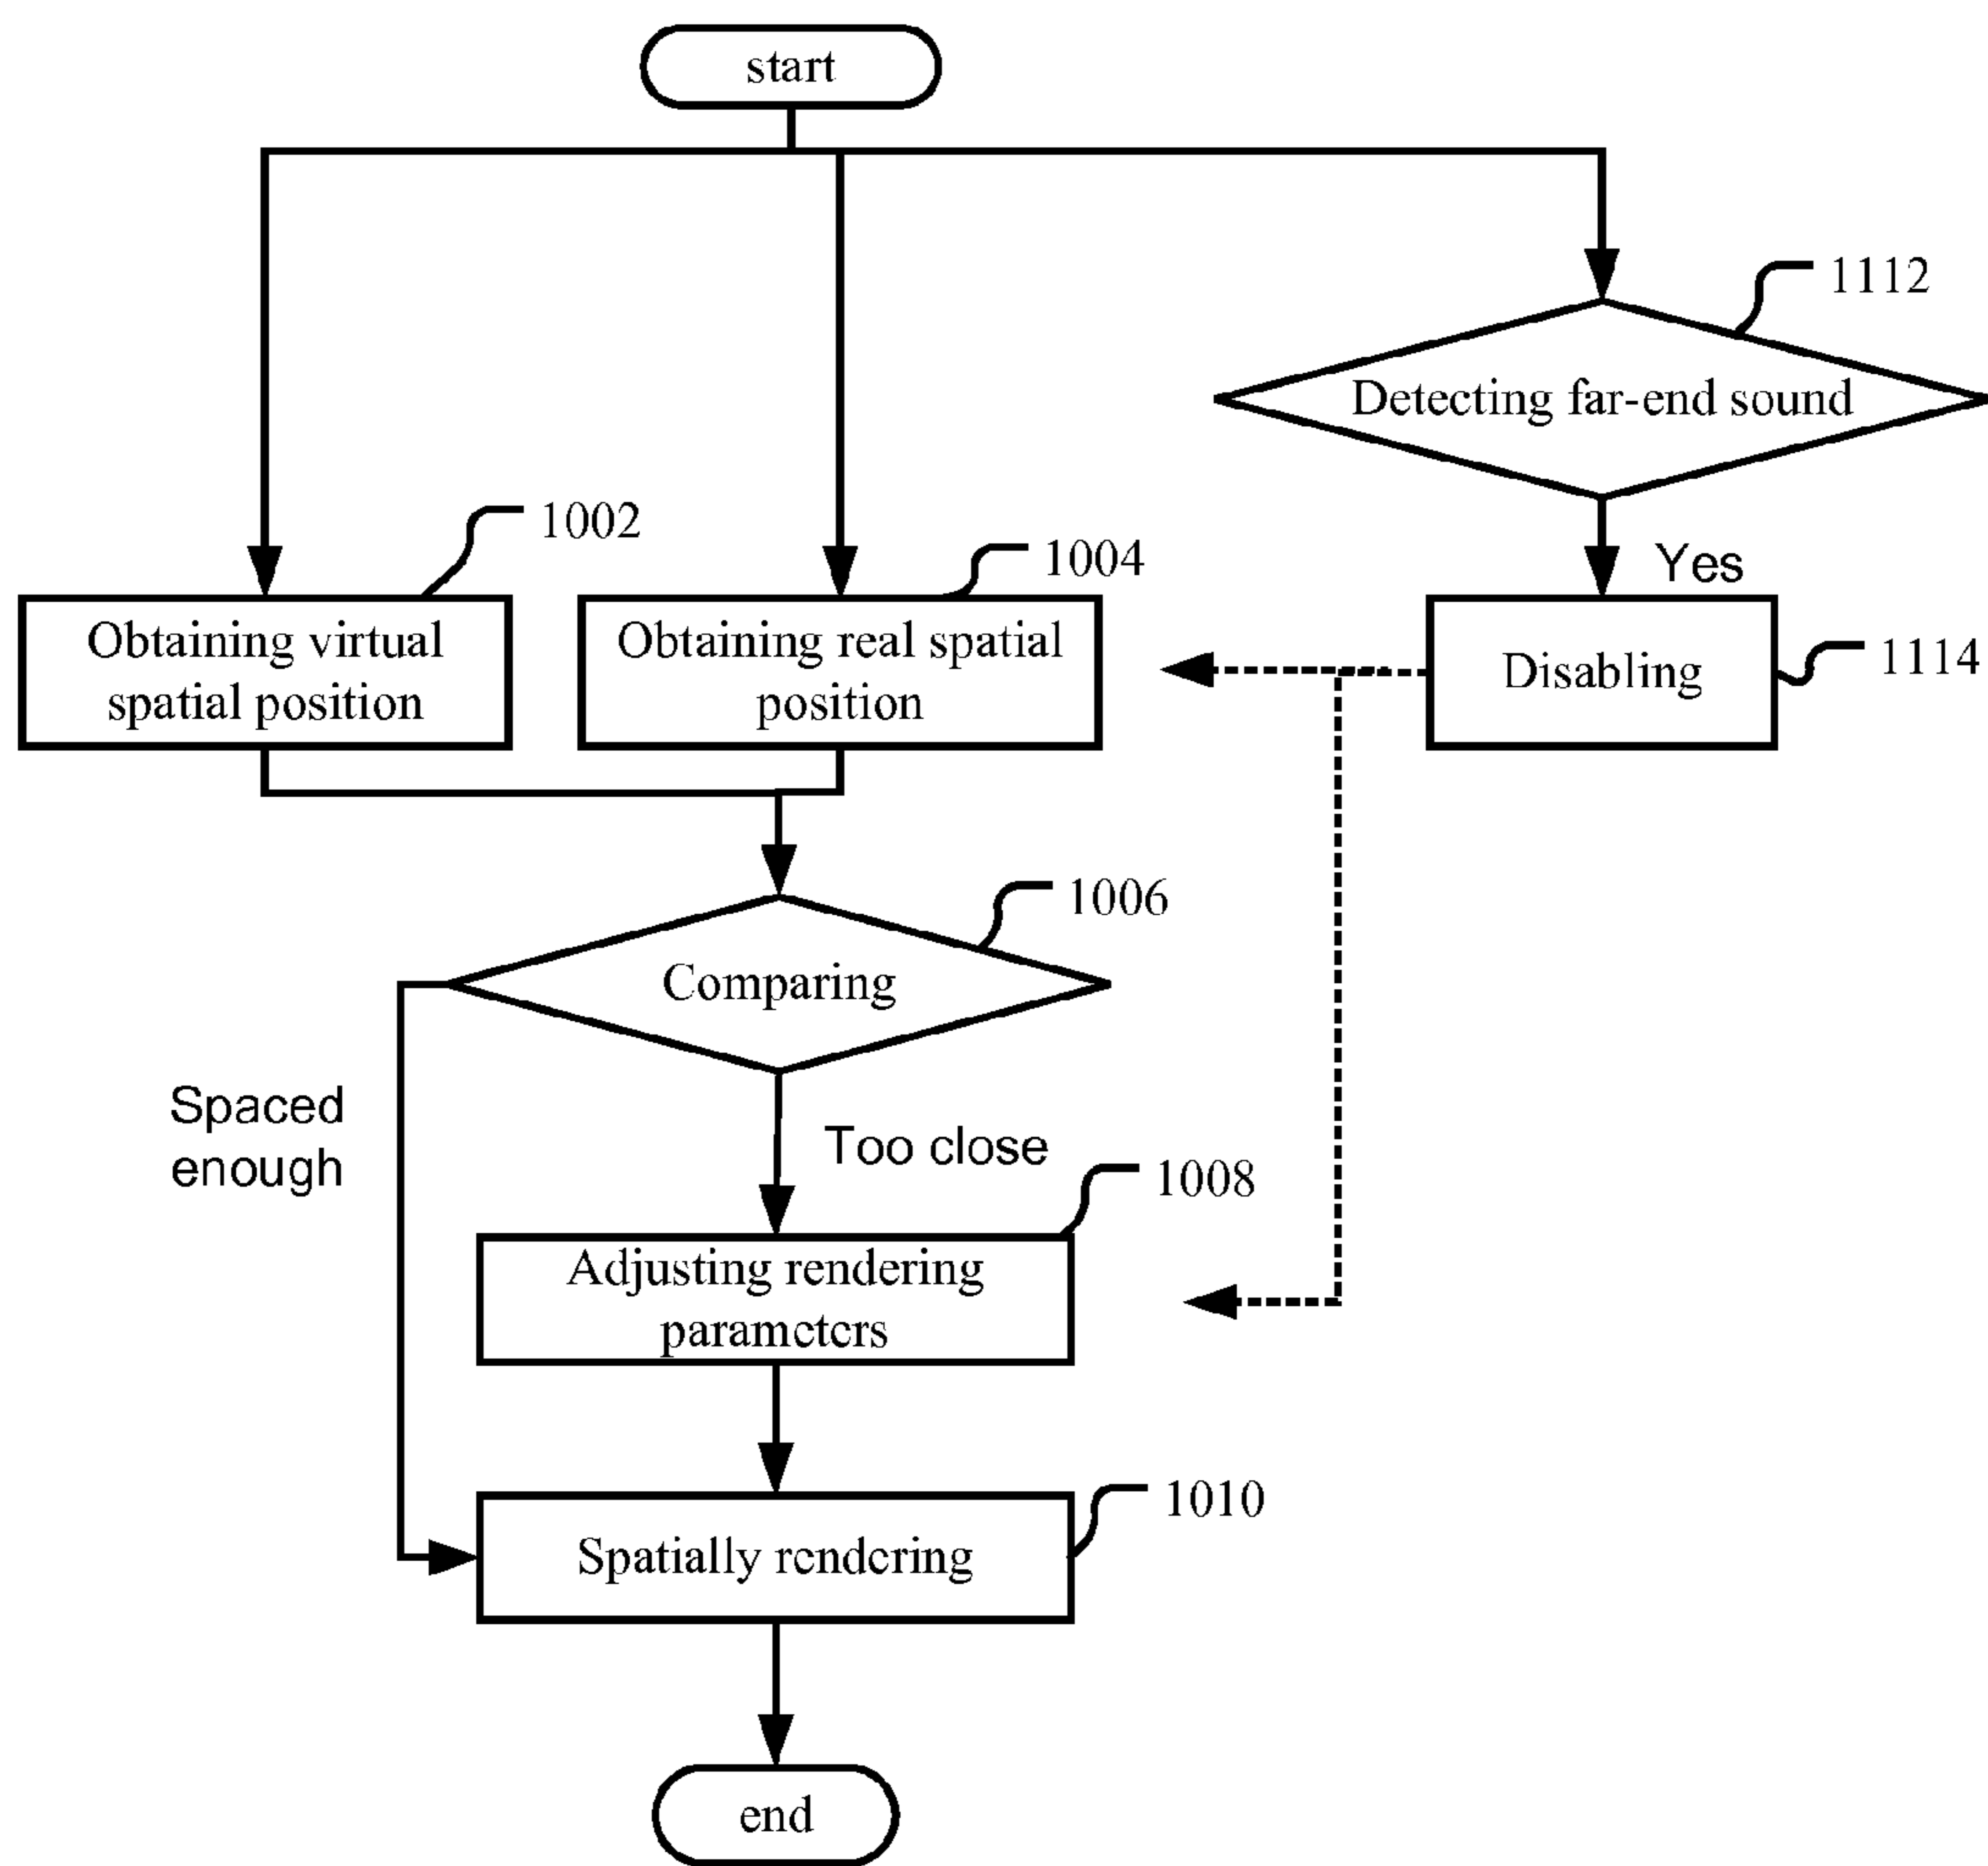 start
1112
Detecting far-end sound
1002
1004
Yes
Obtaining virtual
spatial position
Obtaining real spatial
position
Disabling
1114
1006
Comparing
Spaced
enough
Too close
1008
Adjusting rendering
parameters
1010
Spatially rendering
end